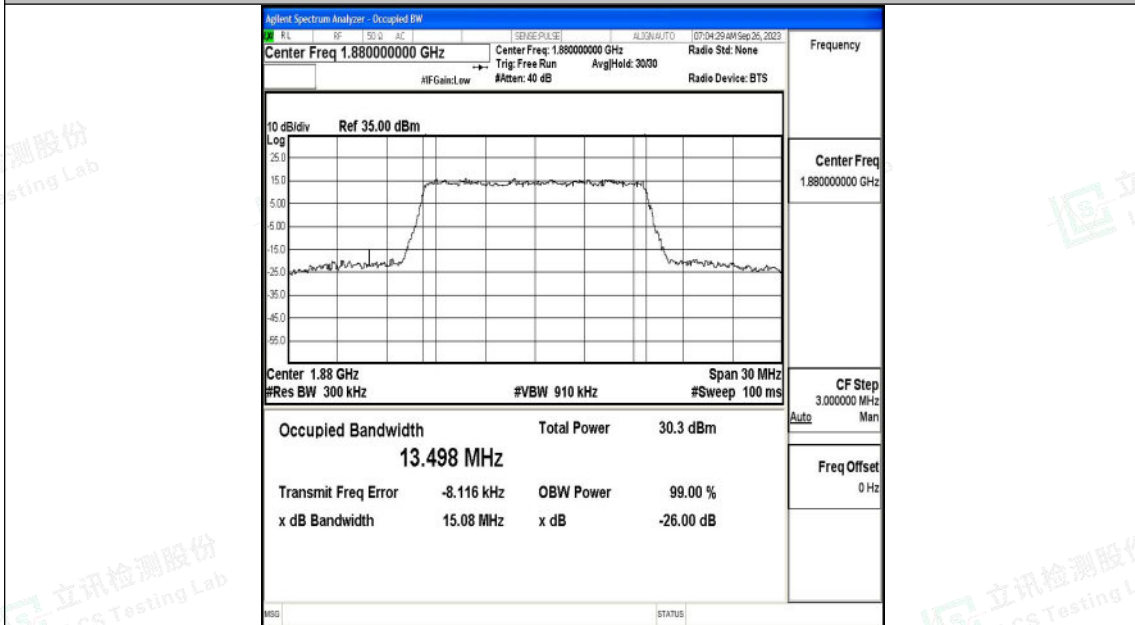 Agilent Spectrum Analyzer - Occupied BW
RL RF 50 Ω AC SENSE:PULSE ALIGNAUTO 07:04:29 AM Sep 26, 2023
Center Freq 1.880000000 GHz
Center Freq: 1.880000000 GHz
Radio Std: None
Trig: Free Run Avg|Hold: 30/30
#IFGain:Low
#Atten: 40 dB
Radio Device: BTS
Frequency
10 dB/div Ref 35.00 dBm
Log
25.0
15.0
5.00
-5.00
-15.0
-25.0
-35.0
-45.0
-55.0
Center 1.88 GHz
Span 30 MHz
#Res BW 300 kHz
#VBW 910 kHz
#Sweep 100 ms
Center Freq
1.880000000 GHz
CF Step
3.000000 MHz
Auto Man
Freq Offset
0 Hz
Occupied Bandwidth
13.498 MHz
Total Power 30.3 dBm
Transmit Freq Error -8.116 kHz OBW Power 99.00 %
x dB Bandwidth 15.08 MHz x dB -26.00 dB
MSG
STATUS
测股份
sting Lab
立讯检测股份
CS Testing Lab
立讯检测股份
CS Testing L